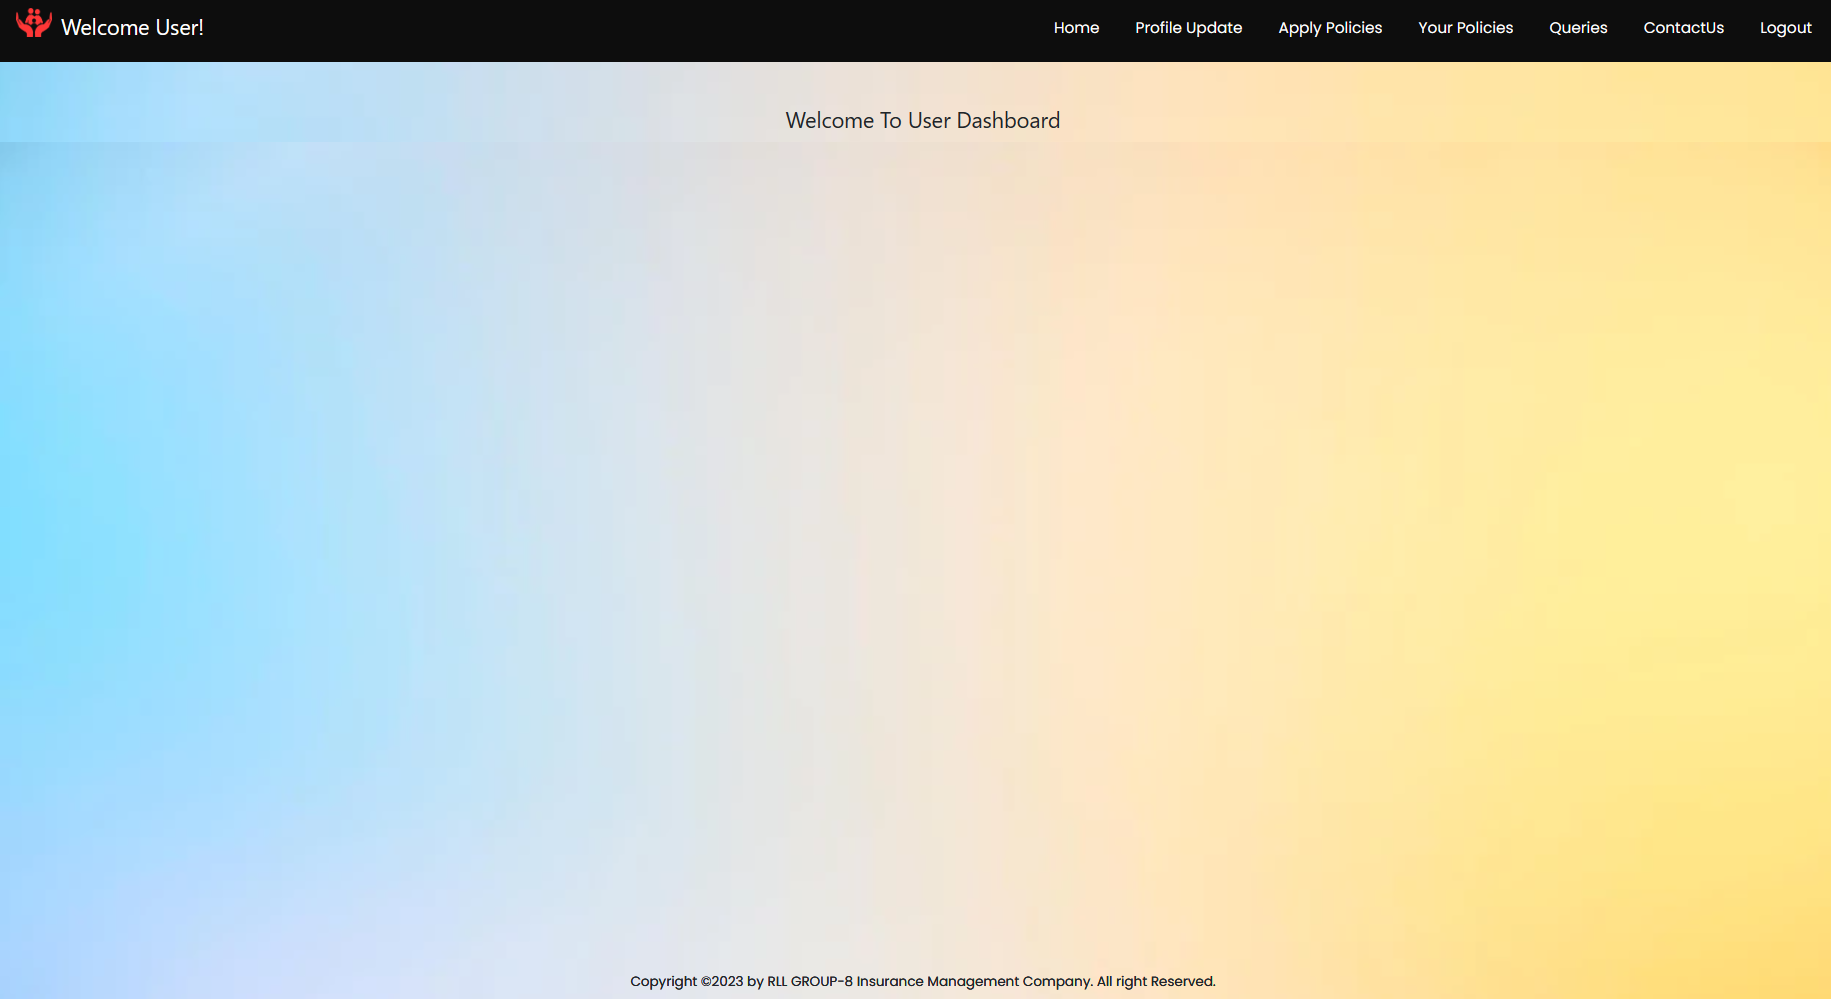 Welcome User!
Home Profile Update Apply Policies Your Policies Queries ContactUs Logout
Welcome To User Dashboard
Copyright ©2023 by RLL GROUP-8 Insurance Management Company. All right Reserved.